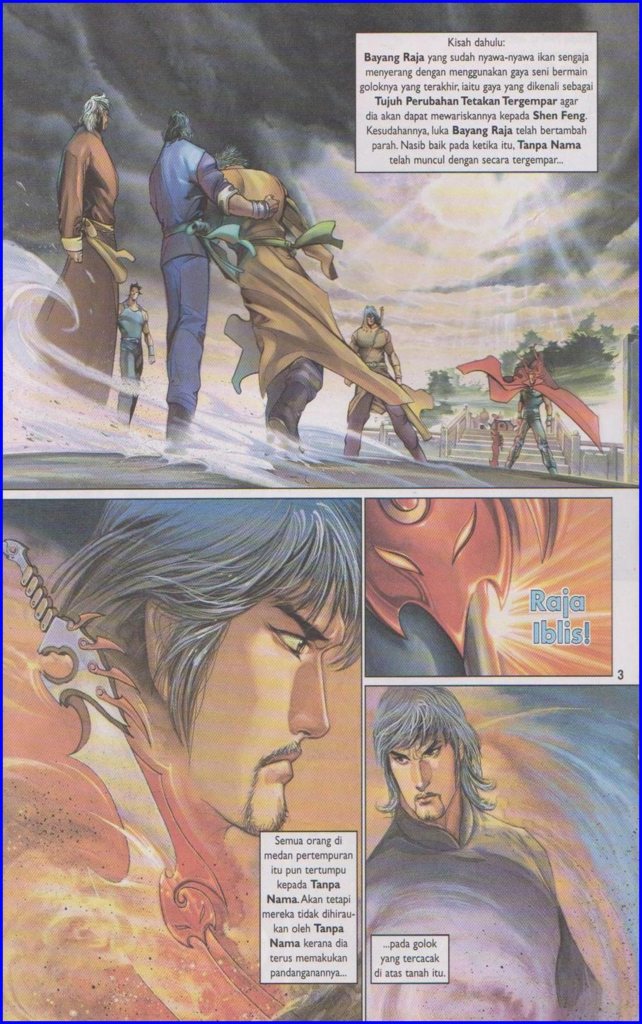 Kisah dahulu:
Bayang Raja yang sudah nyawa-nyawa ikan sengaja
menyerang dengan menggunakan gaya seni bermain
goloknya yang terakhir, iaitu gaya yang dikenali sebagai
Tujuh Perubahan Tetakan Tergempar agar
dia akan dapat mewariskannya kepada Shen Feng.
Kesudahannya, luka Bayang Raja telah bertambah
parah. Nasib baik pada ketika itu, Tanpa Nama
telah muncul dengan secara tergempar...
Raja
Iblis!
3
Semua orang di
medan pertempuran
itu pun tertumpu
kepada Tanpa
Nama. Akan tetapi
mereka tidak dihirau-
kan oleh Tanpa
Nama kerana dia
terus memakukan
pandanganannya...
...pada golok
yang tercacak
di atas tanah itu.